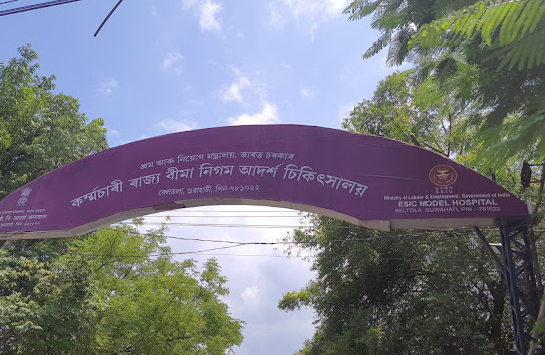 শ্ৰম আৰু নিয়োগ মন্ত্ৰালয়, ভাৰত চৰকাৰ
কৰ্ম্মচাৰী ৰাজ্য বীমা নিগম আদৰ্শ চিকিৎসালয়
বেলতলা, গুৱাহাটী, পিন-৭৮১০২২
Ministry of Labour & Employment, Government of India
ESIC MODEL HOSPITAL
BELTOLA, GUWAHATI, PIN -781022